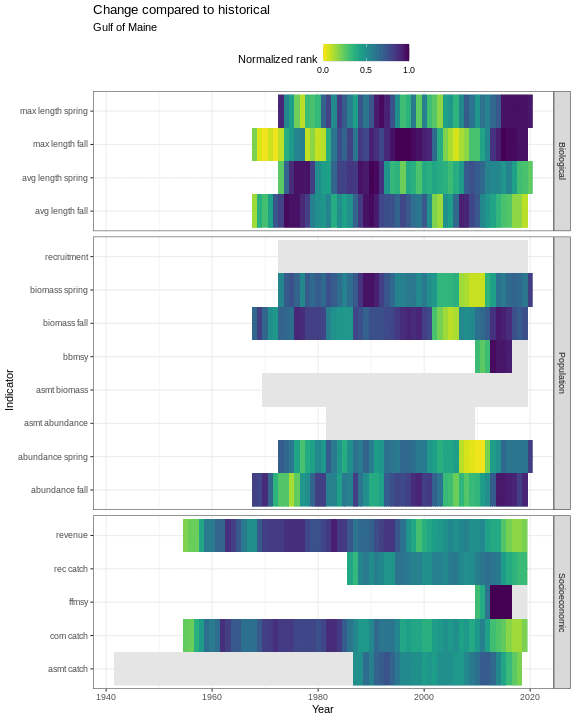 Change compared to historical
Gulf of Maine
Normalized rank
0.0 0.5 1.0
max length spring
max length fall
avg length spring
avg length fall
Biological
recruitment
biomass spring
biomass fall
bbmsy
asmt biomass
asmt abundance
abundance spring
abundance fall
Population
Indicator
revenue
rec catch
ffmsy
com catch
asmt catch
Socioeconomic
1940 1960 1980 2000 2020
Year